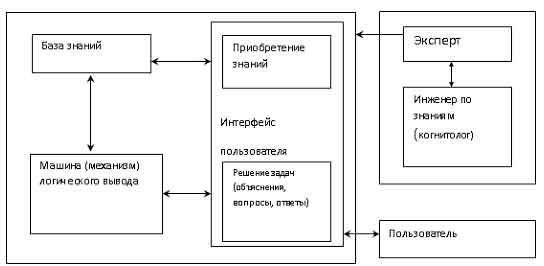 База знаний
Приобретение
знаний
Эксперт
Инженер по
знаниям
(когнитолог)
Интерфейс
пользователя
Машина (механизм)
логического вывода
Решение задач
(объяснения,
вопросы, ответы)
Пользователь